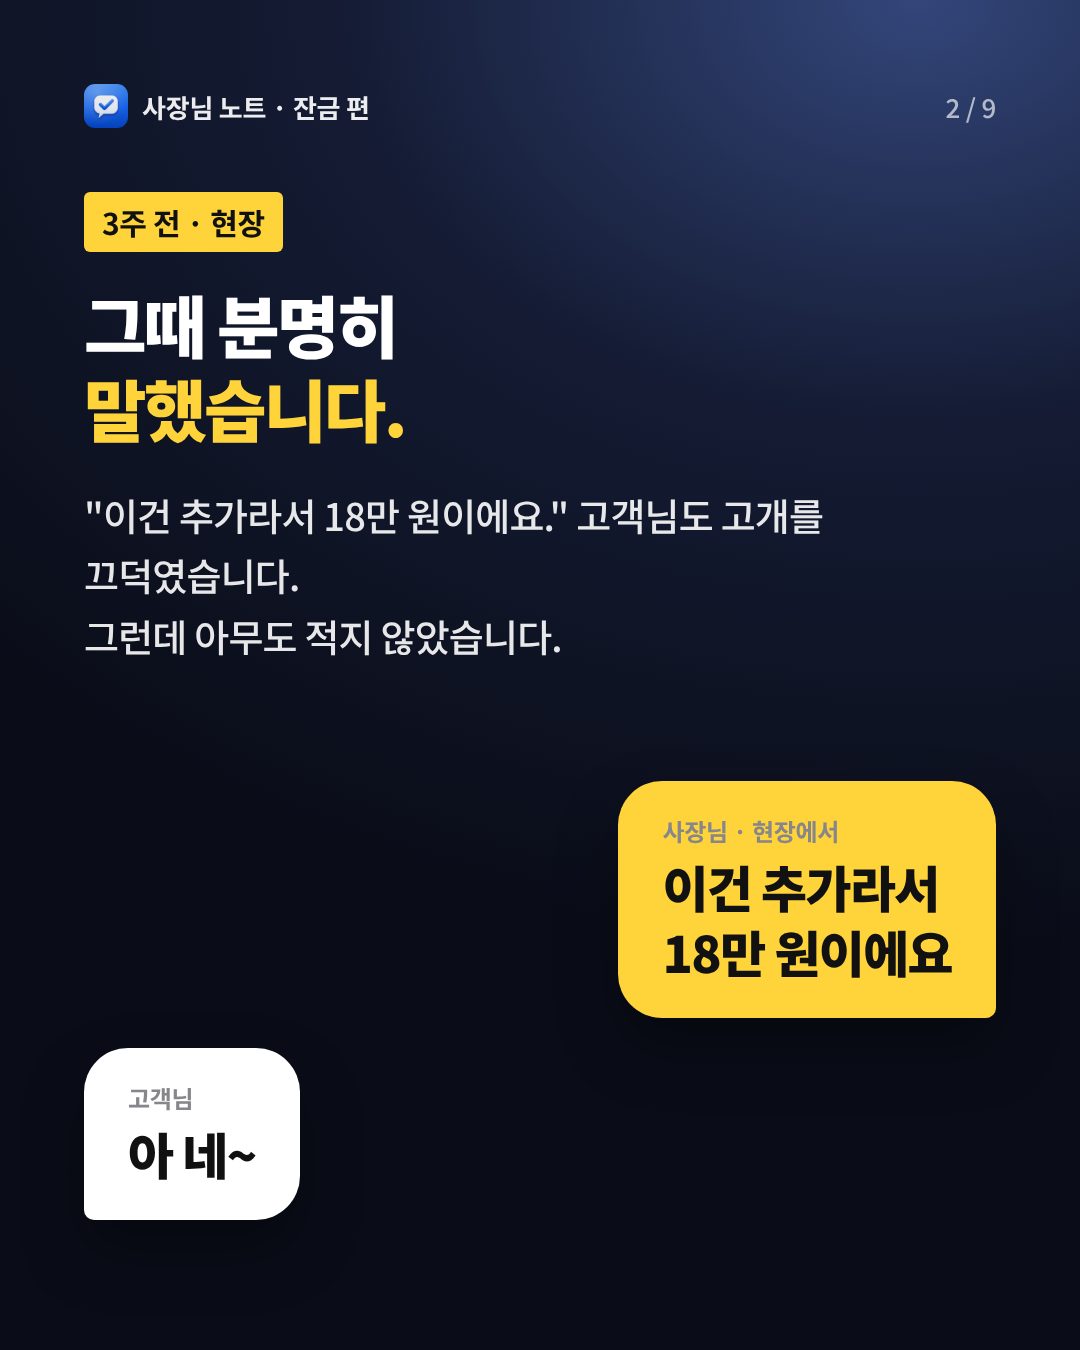 사장님 노트 · 잔금 편
2 / 9
3주 전 · 현장
그때 분명히
말했습니다.
"이건 추가라서 18만 원이에요." 고객님도 고개를
끄덕였습니다.
그런데 아무도 적지 않았습니다.
사장님 · 현장에서
이건 추가라서
18만 원이에요
고객님
아 네~